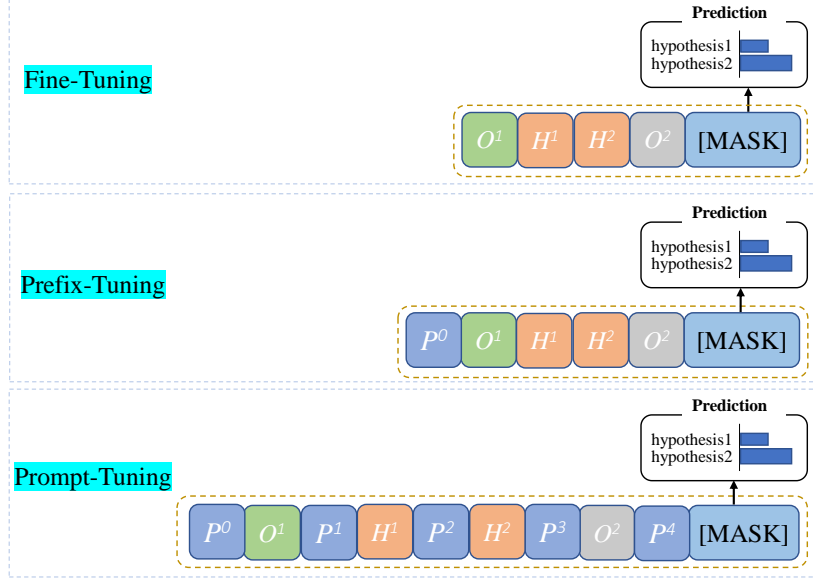 Prediction
hypothesis1
hypothesis2
Fine-Tuning
O¹ H¹ H² O² [MASK]
Prediction
hypothesis1
hypothesis2
Prefix-Tuning
P⁰ O¹ H¹ H² O² [MASK]
Prediction
hypothesis1
hypothesis2
Prompt-Tuning
P⁰ O¹ P¹ H¹ P² H² P³ O² P⁴ [MASK]